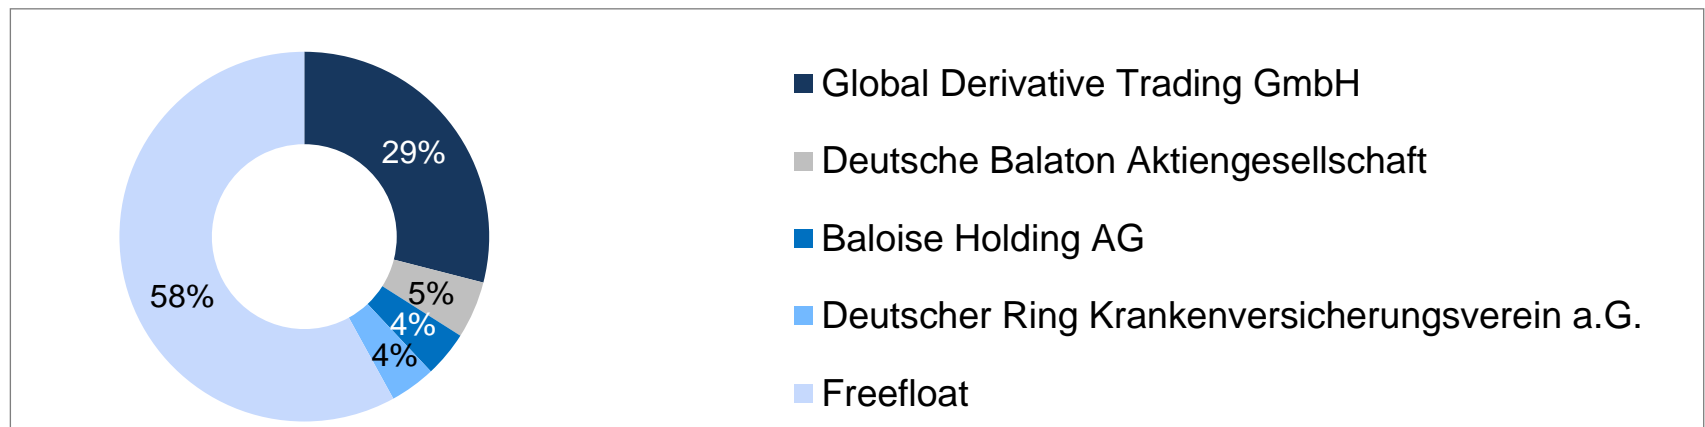 29%
5%
4%
4%
58%
Global Derivative Trading GmbH
Deutsche Balaton Aktiengesellschaft
Baloise Holding AG
Deutscher Ring Krankenversicherungsverein a.G.
Freefloat